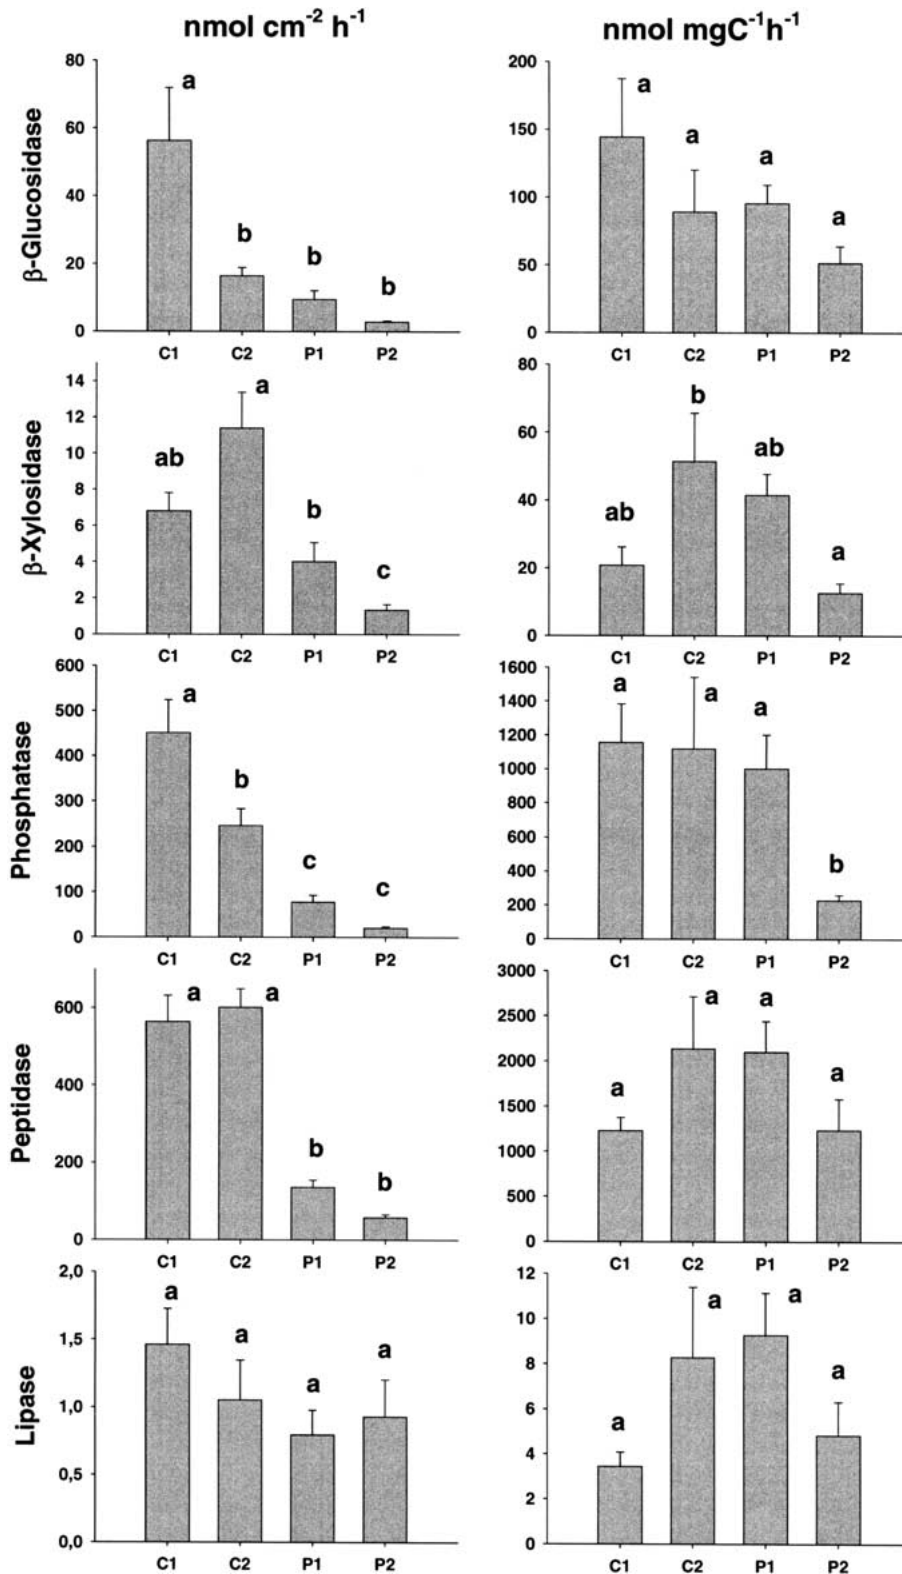 nmol cm⁻² h⁻¹
nmol mgC⁻¹h⁻¹
β-Glucosidase
80
60
40
20
0
a
b
b
b
C1 C2 P1 P2
200
150
100
50
0
a
a
a
a
C1 C2 P1 P2
β-Xylosidase
14
12
10
8
6
4
2
0
ab
a
b
c
C1 C2 P1 P2
80
60
40
20
0
ab
b
ab
a
C1 C2 P1 P2
Phosphatase
600
500
400
300
200
100
0
a
b
c
c
C1 C2 P1 P2
1600
1400
1200
1000
800
600
400
200
0
a
a
a
b
C1 C2 P1 P2
Peptidase
600
400
200
0
a
a
b
b
C1 C2 P1 P2
3000
2500
2000
1500
1000
500
0
a
a
a
a
C1 C2 P1 P2
Lipase
2,0
1,5
1,0
0,5
0,0
a
a
a
a
C1 C2 P1 P2
12
10
8
6
4
2
0
a
a
a
a
C1 C2 P1 P2